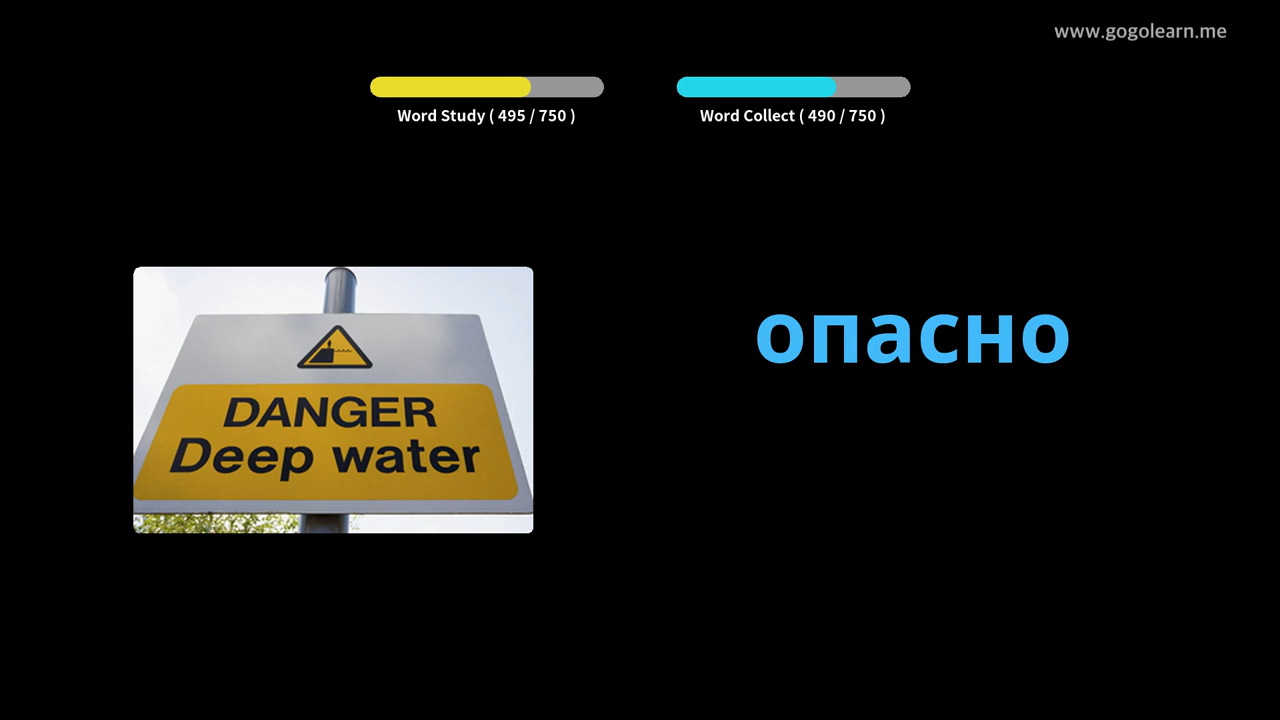 www.gogolearn.me
Word Study ( 495 / 750 )
Word Collect ( 490 / 750 )
DANGER
Deep water
опасно